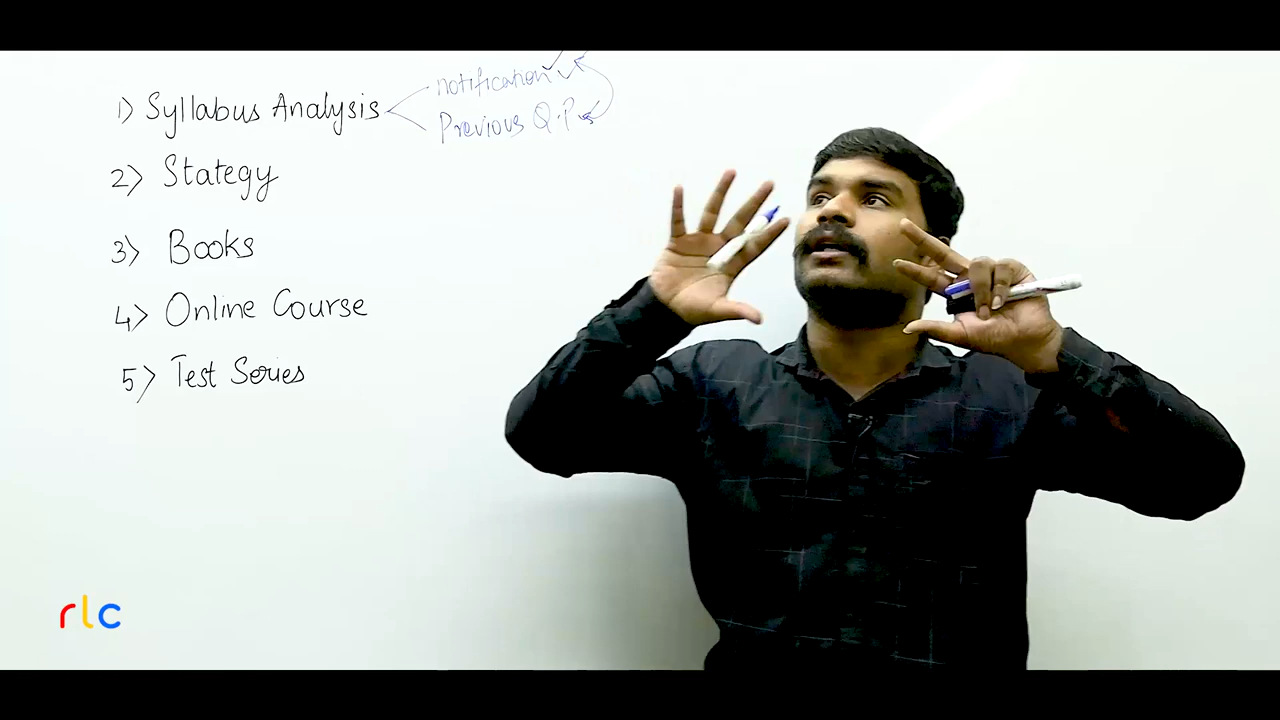 notification
1) Syllabus Analysis
Previous Q.P
2) Stategy
3) Books
4) Online Course
5) Test Series
rlc